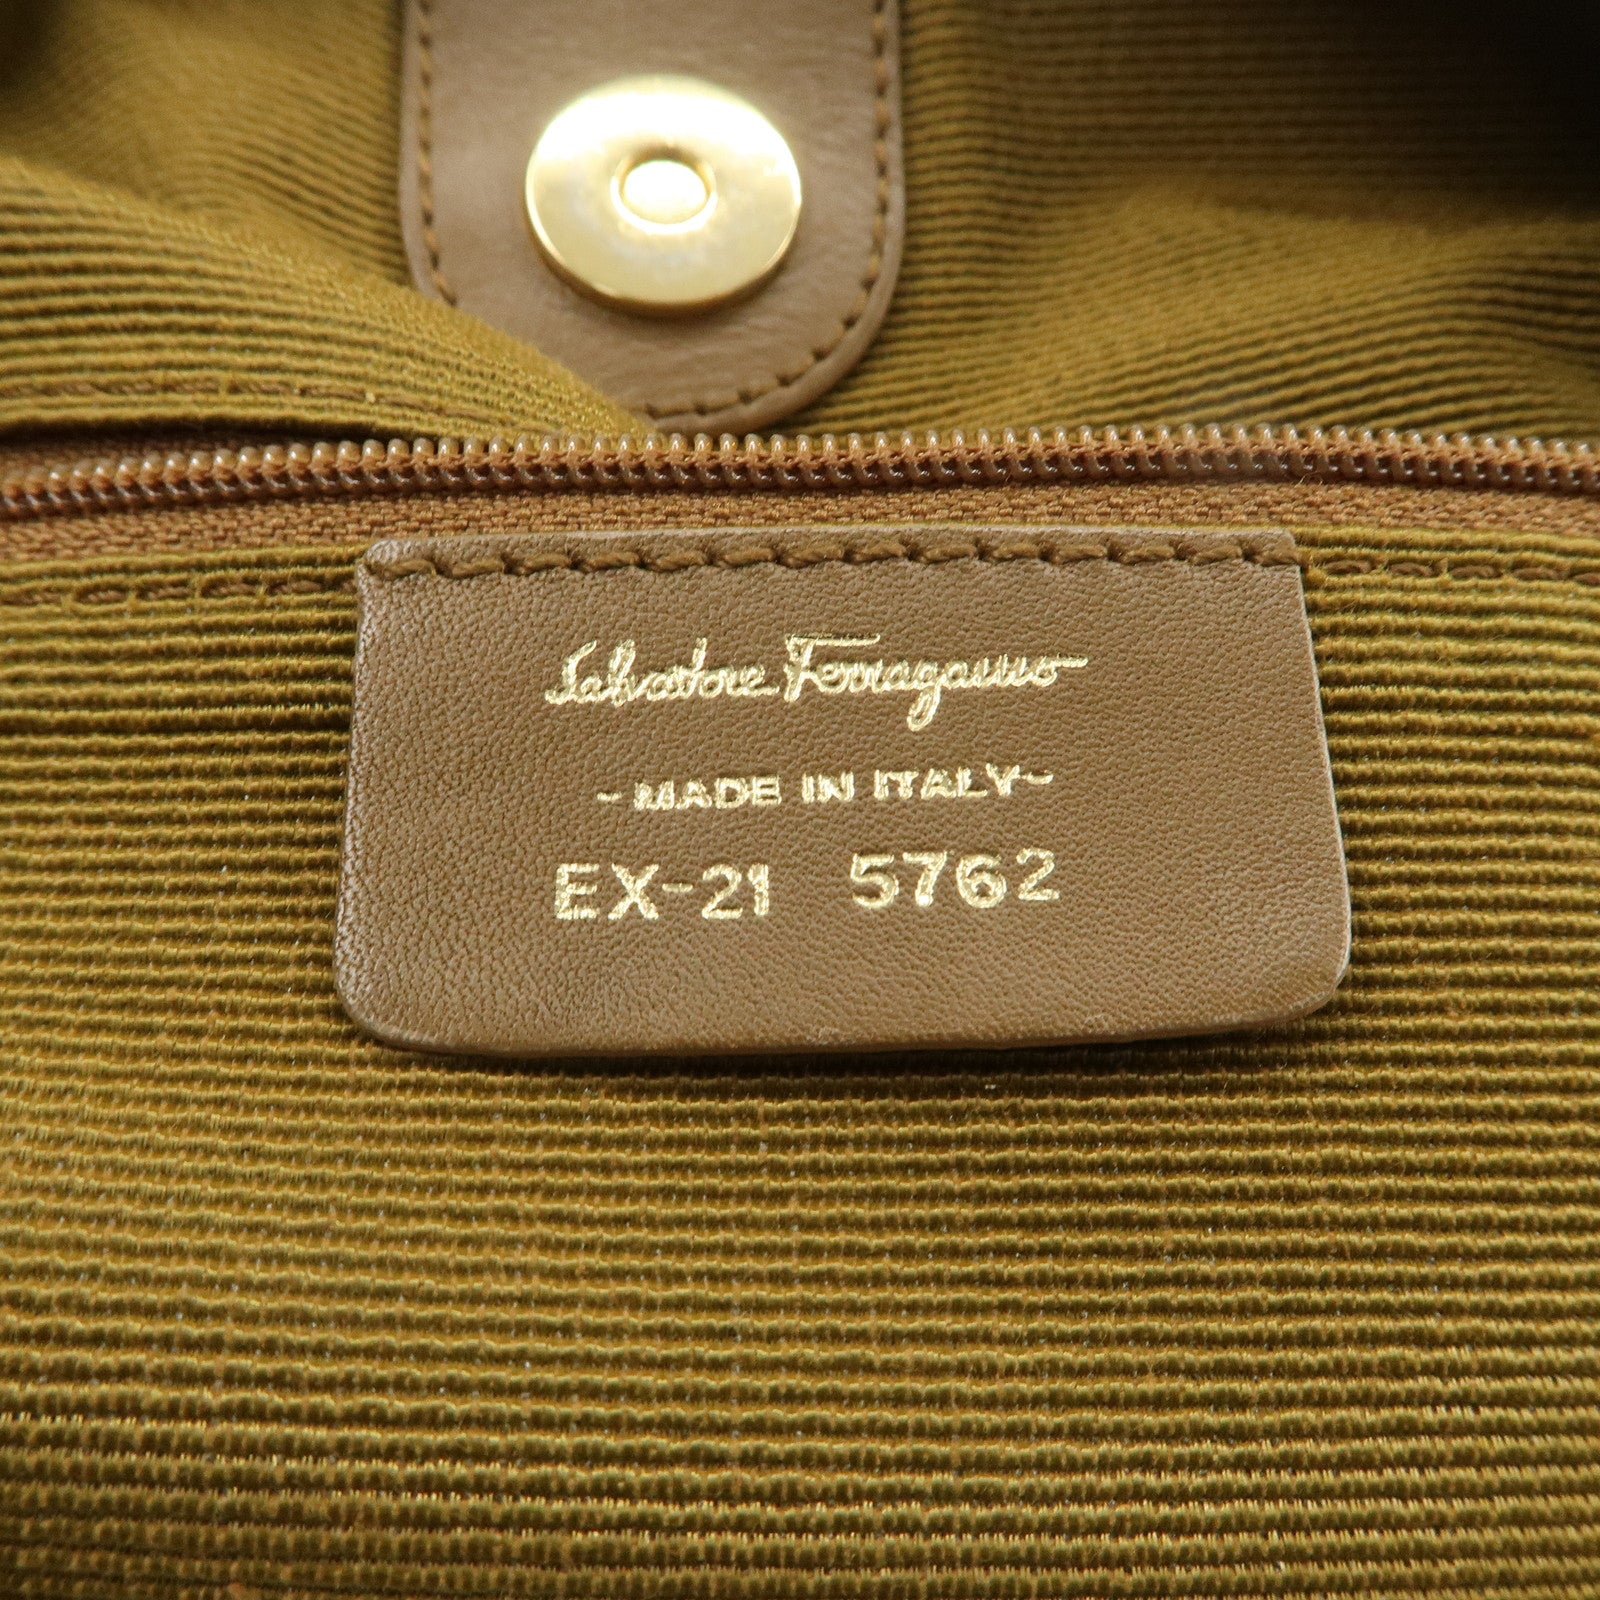 Salvatore Ferragamo
-MADE IN ITALY-
EX-21 5762